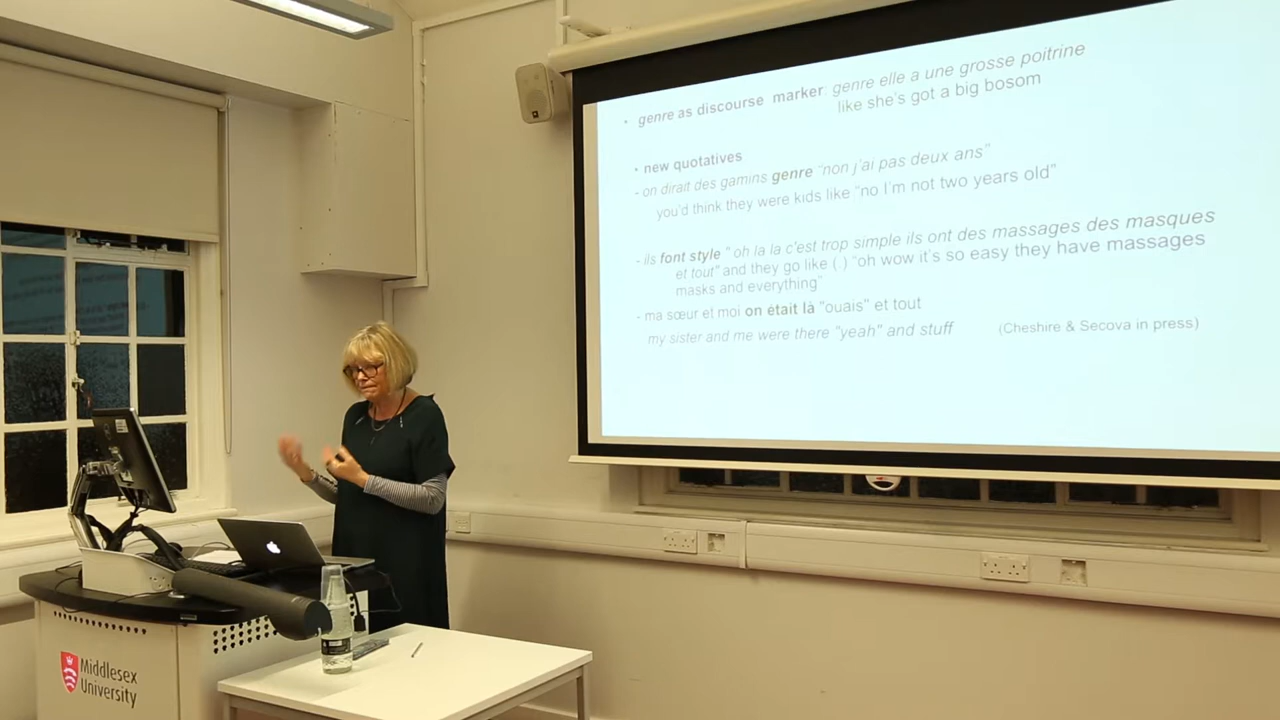 • genre as discourse marker: genre elle a une grosse poitrine
like she's got a big bosom
• new quotatives
- on dirait des gamins genre "non j'ai pas deux ans"
you'd think they were kids like "no I'm not two years old"
- ils font style " oh la la c'est trop simple ils ont des massages des masques
et tout" and they go like ( ) "oh wow it's so easy they have massages
masks and everything"
- ma sœur et moi on était là "ouais" et tout
my sister and me were there "yeah" and stuff (Cheshire & Secova in press)
Middlesex
University